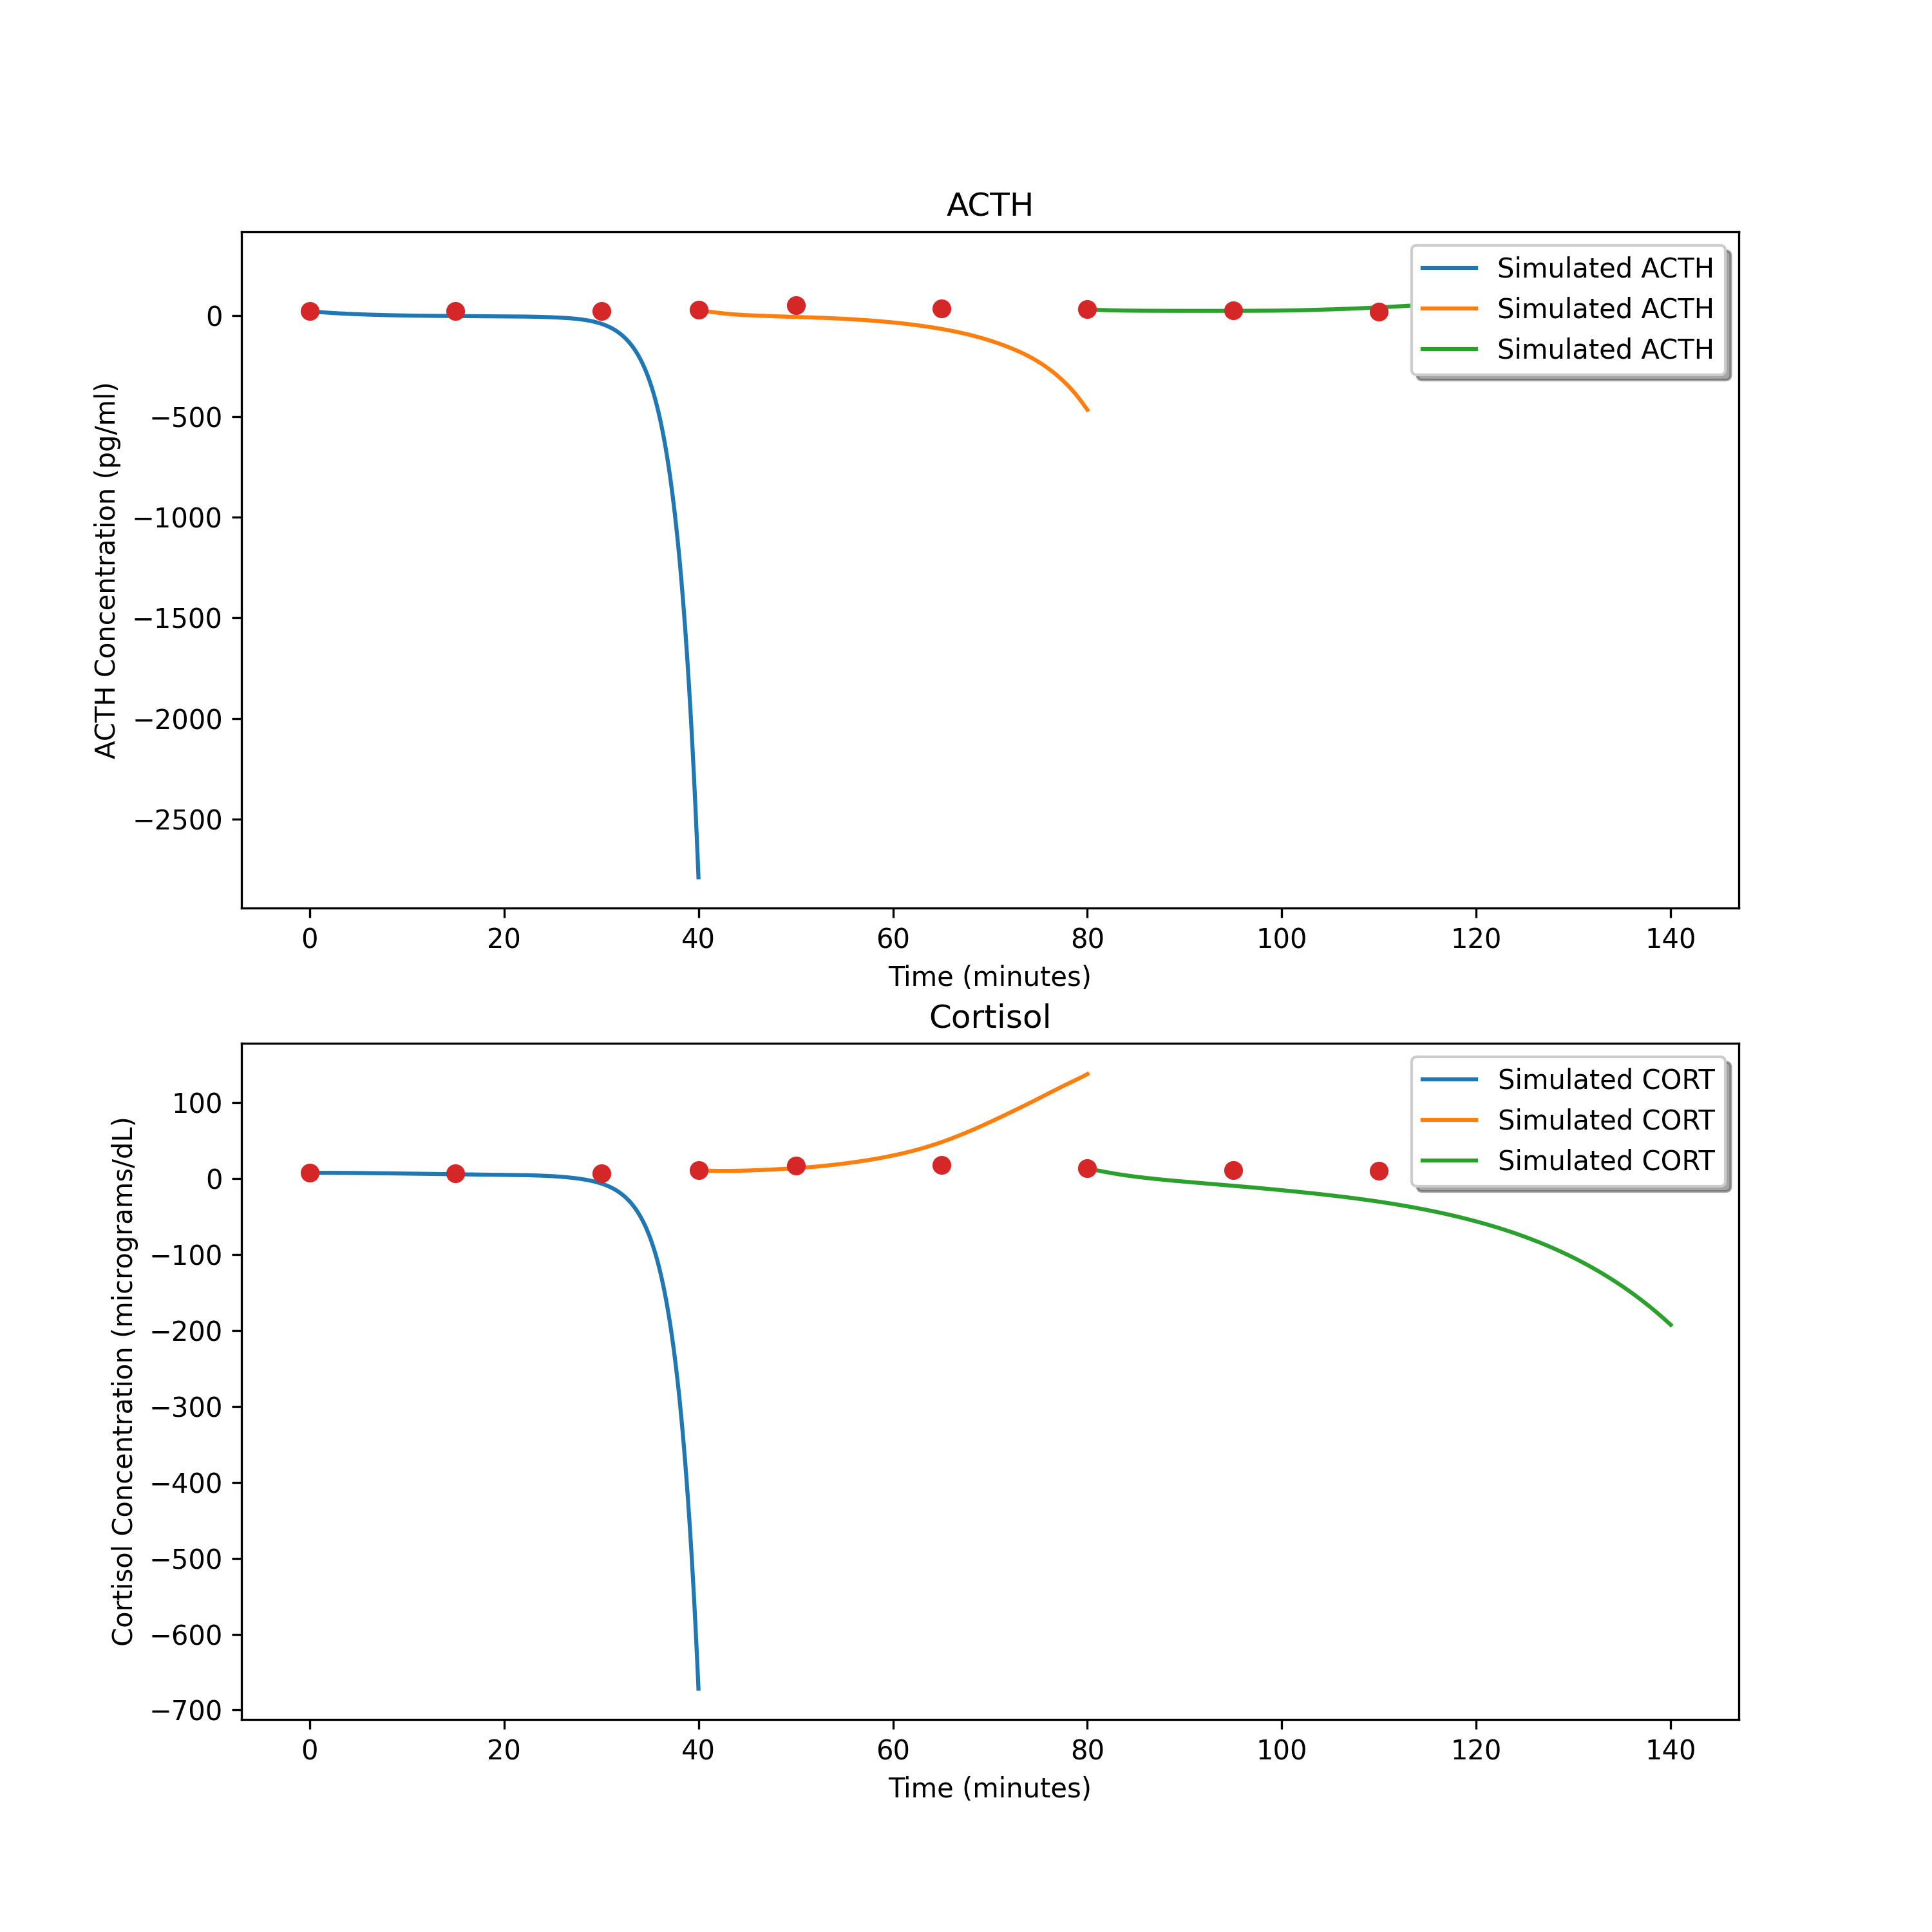 ACTH
Simulated ACTH
Simulated ACTH
Simulated ACTH
ACTH Concentration (pg/ml)
0
−500
−1000
−1500
−2000
−2500
0 20 40 60 80 100 120 140
Time (minutes)
Cortisol
Simulated CORT
Simulated CORT
Simulated CORT
Cortisol Concentration (micrograms/dL)
100
0
−100
−200
−300
−400
−500
−600
−700
0 20 40 60 80 100 120 140
Time (minutes)